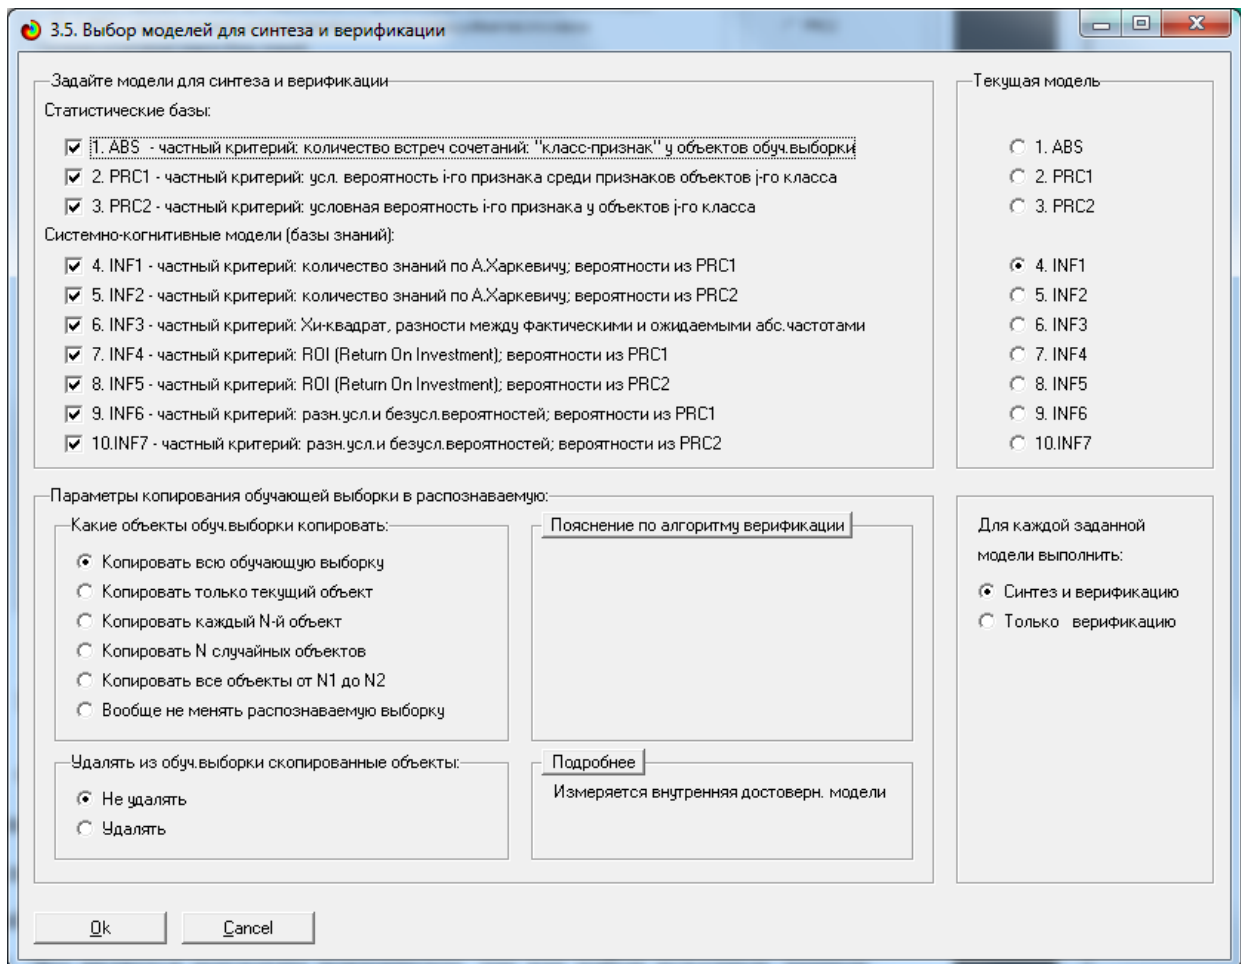 3.5. Выбор моделей для синтеза и верификации
Задайте модели для синтеза и верификации
Статистические базы:
1. ABS - частный критерий: количество встреч сочетаний: "класс-признак" у объектов обуч.выборки
2. PRC1 - частный критерий: усл. вероятность i-го признака среди признаков объектов j-го класса
3. PRC2 - частный критерий: условная вероятность i-го признака у объектов j-го класса
Системно-когнитивные модели (базы знаний):
4. INF1 - частный критерий: количество знаний по А.Харкевичу; вероятности из PRC1
5. INF2 - частный критерий: количество знаний по А.Харкевичу; вероятности из PRC2
6. INF3 - частный критерий: Хи-квадрат, разности между фактическими и ожидаемыми абс.частотами
7. INF4 - частный критерий: ROI (Return On Investment); вероятности из PRC1
8. INF5 - частный критерий: ROI (Return On Investment); вероятности из PRC2
9. INF6 - частный критерий: разн.усл.и безусл.вероятностей; вероятности из PRC1
10.INF7 - частный критерий: разн.усл.и безусл.вероятностей; вероятности из PRC2
Текущая модель
1. ABS
2. PRC1
3. PRC2
4. INF1
5. INF2
6. INF3
7. INF4
8. INF5
9. INF6
10.INF7
Параметры копирования обучающей выборки в распознаваемую:
Какие объекты обуч.выборки копировать:
Копировать всю обучающую выборку
Копировать только текущий объект
Копировать каждый N-й объект
Копировать N случайных объектов
Копировать все объекты от N1 до N2
Вообще не менять распознаваемую выборку
Пояснение по алгоритму верификации
Удалять из обуч.выборки скопированные объекты:
Не удалять
Удалять
Подробнее
Измеряется внутренняя достоверн. модели
Для каждой заданной
модели выполнить:
Синтез и верификацию
Только верификацию
Ok
Cancel